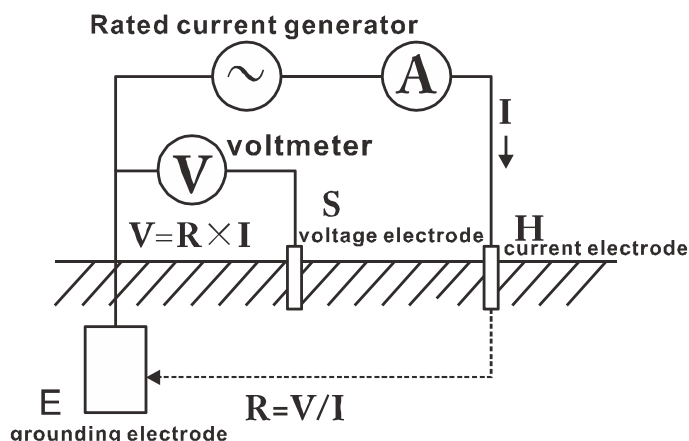 Rated current generator
~
A
I
V
voltmeter
S
V=R×I
voltage electrode
H
current electrode
E
R=V/I
grounding electrode